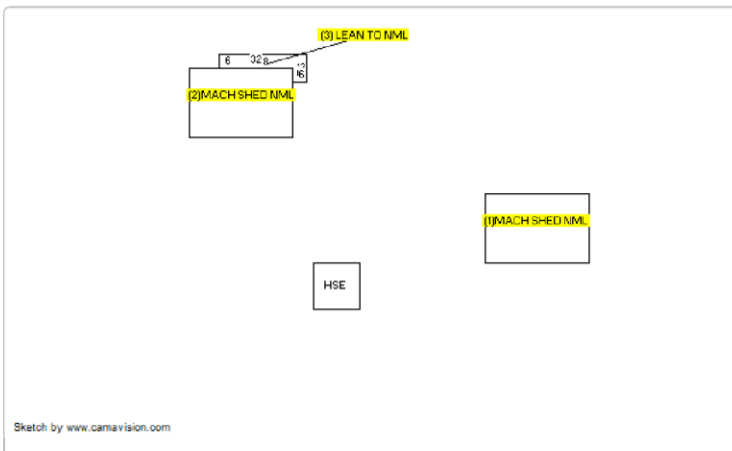 (3) LEAN TO NML
6 32 8
(2)MACH SHED NML
(1)MACH SHED NML
HSE
Sketch by www.camavision.com